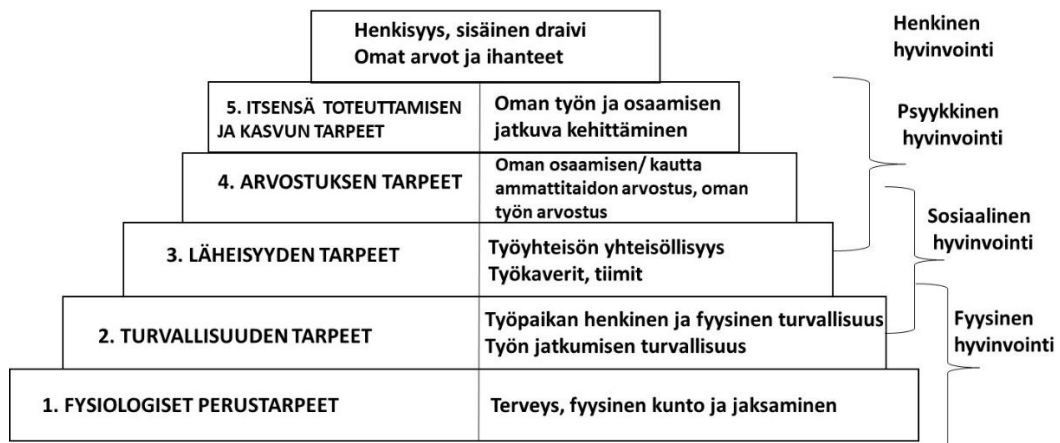 Henkisyys, sisäinen draivi
Omat arvot ja ihanteet
Henkinen
hyvinvointi
5. ITSENSÄ TOTEUTTAMISEN
JA KASVUN TARPEET
Oman työn ja osaamisen
jatkuva kehittäminen
Psyykkinen
hyvinvointi
4. ARVOSTUKSEN TARPEET
Oman osaamisen/ kautta
ammattitaidon arvostus, oman
työn arvostus
3. LÄHEISYYDEN TARPEET
Työyhteisön yhteisöllisyys
Työkaverit, tiimit
Sosiaalinen
hyvinvointi
2. TURVALLISUUDEN TARPEET
Työpaikan henkinen ja fyysinen turvallisuus
Työn jatkumisen turvallisuus
Fyysinen
hyvinvointi
1. FYSIOLOGISET PERUSTARPEET
Terveys, fyysinen kunto ja jaksaminen